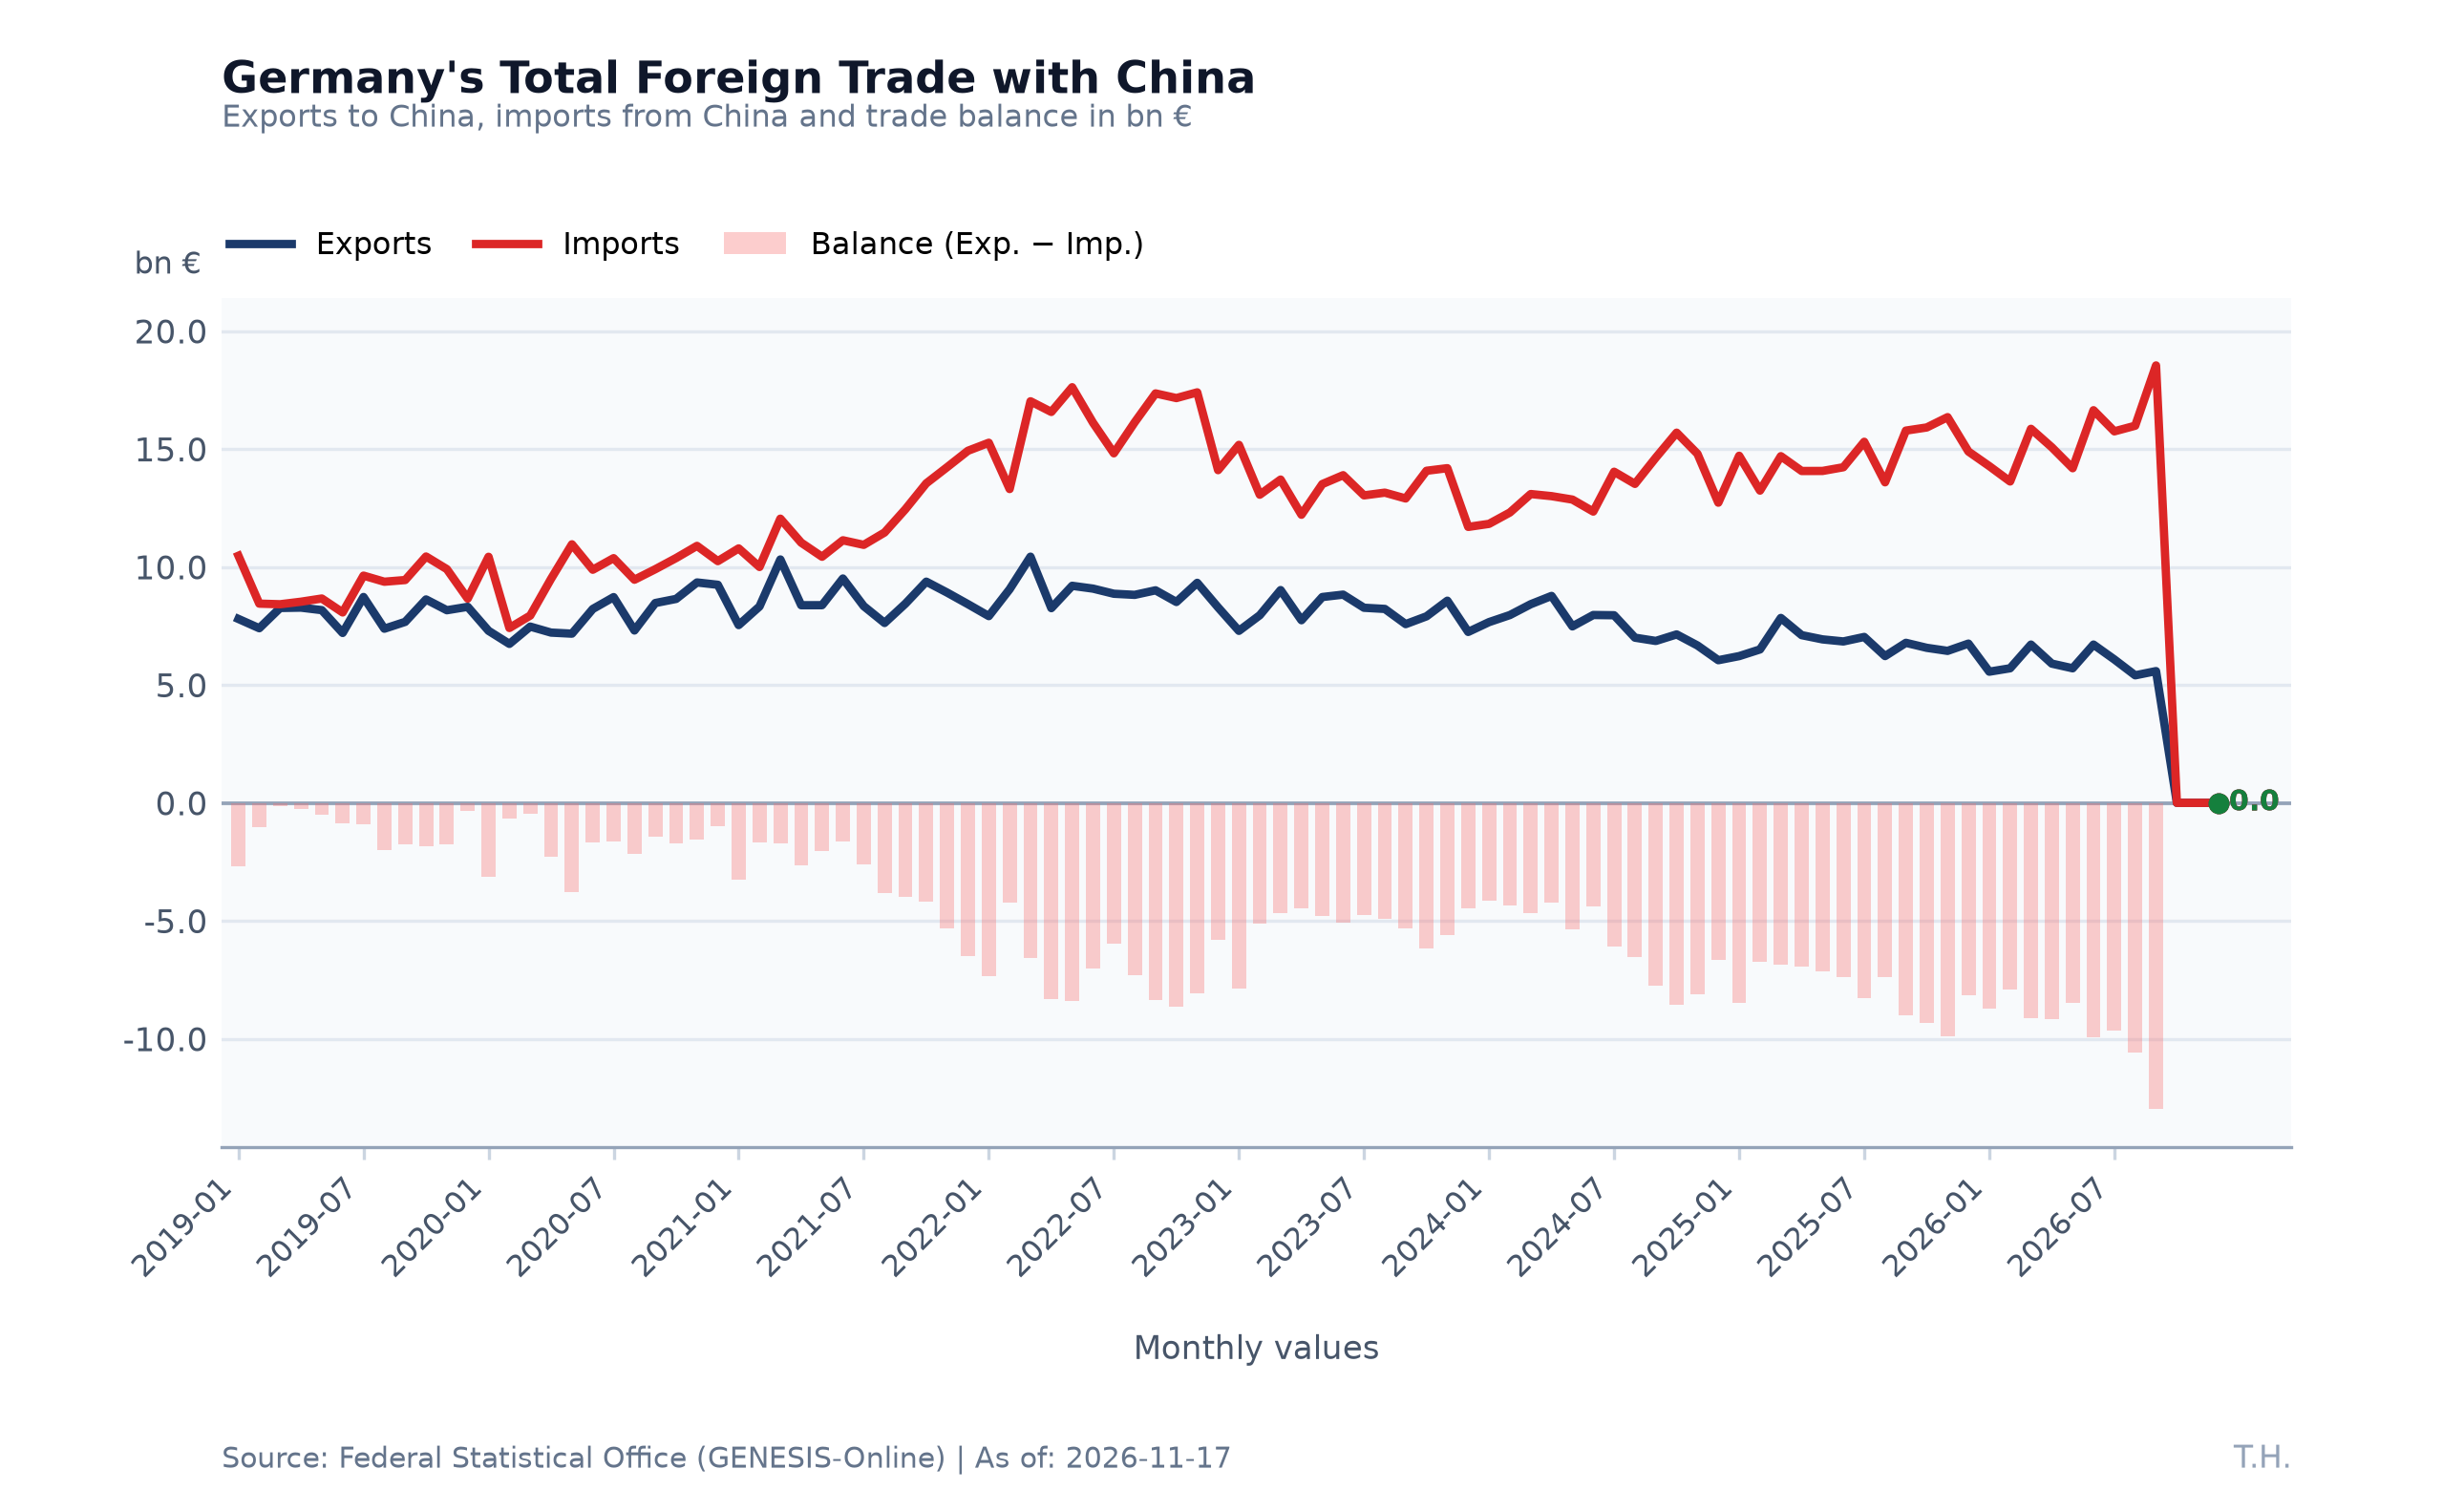 Germany's Total Foreign Trade with China
Exports to China, imports from China and trade balance in bn €
bn €
Exports
Imports
Balance (Exp. − Imp.)
20.0
15.0
10.0
5.0
0.0
-5.0
-10.0
0.0
2019-01
2019-07
2020-01
2020-07
2021-01
2021-07
2022-01
2022-07
2023-01
2023-07
2024-01
2024-07
2025-01
2025-07
2026-01
2026-07
Monthly values
Source: Federal Statistical Office (GENESIS-Online) | As of: 2026-11-17
T.H.